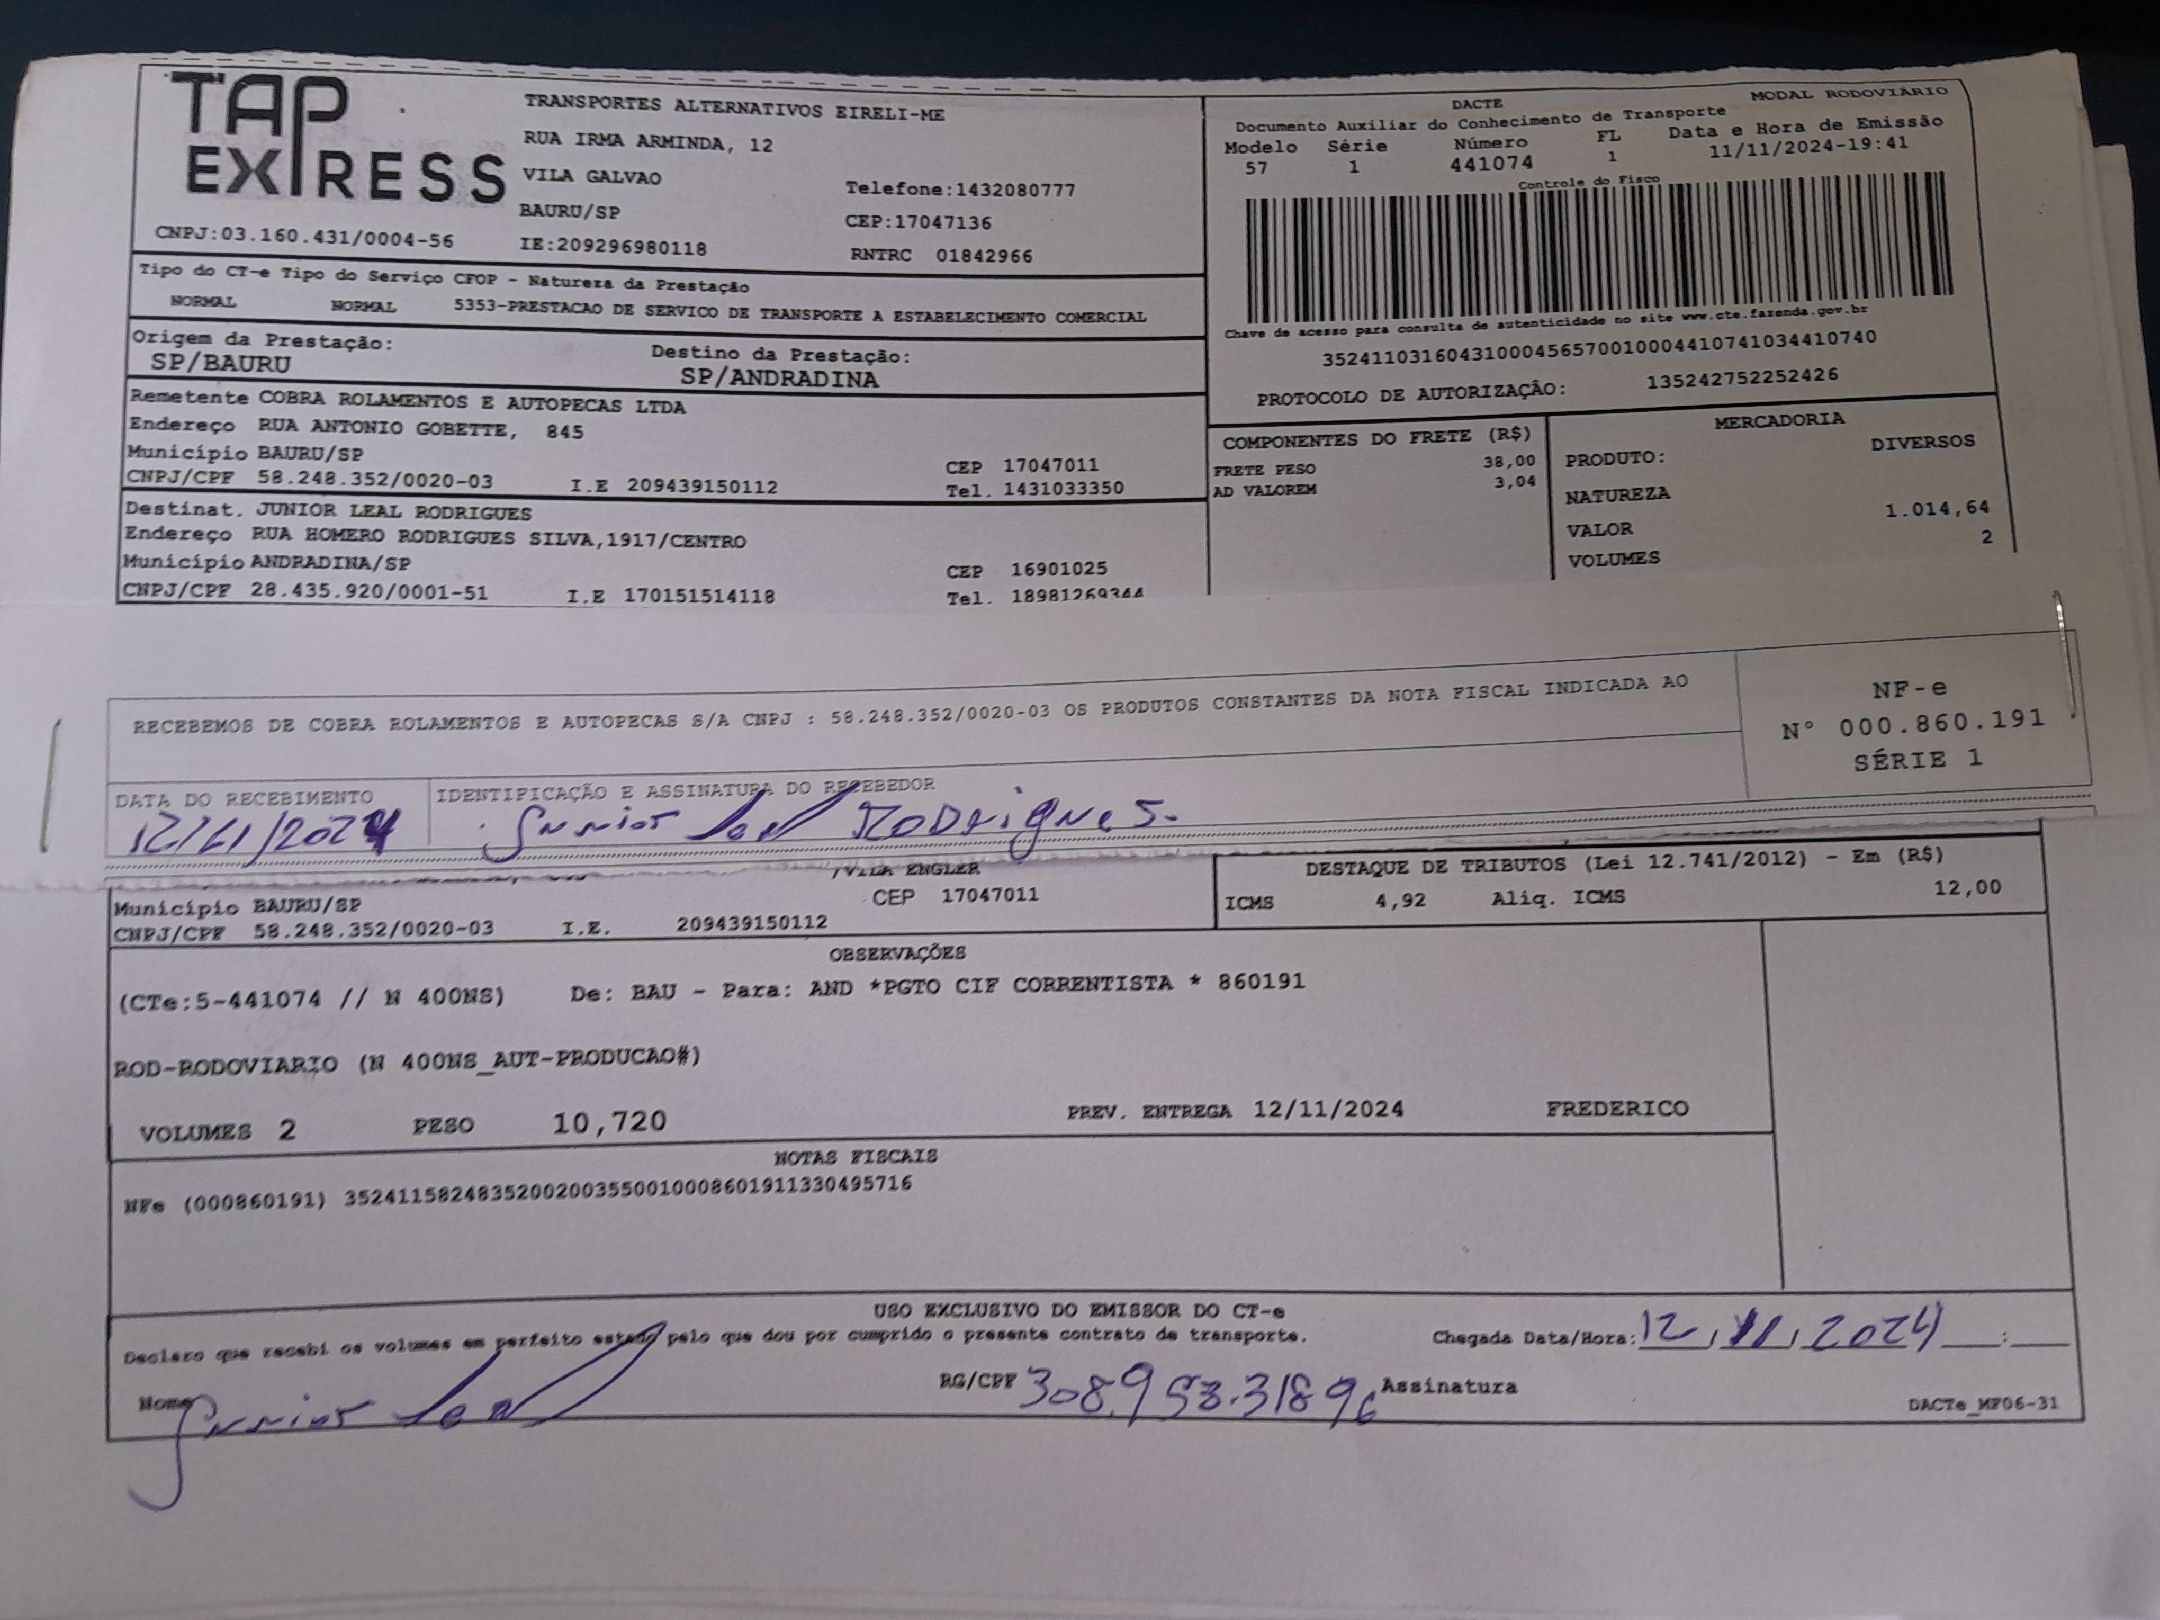 TAP EXPRESS
TRANSPORTES ALTERNATIVOS EIRELI-ME
RUA IRMA ARMINDA, 12
VILA GALVAO
Telefone:1432080777
BAURU/SP
CEP:17047136
CNPJ:03.160.431/0004-56
IE:209296980118
RNTRC 01842966
DACTE
MODAL RODOVIÁRIO
Documento Auxiliar do Conhecimento de Transporte
Modelo Série Número FL Data e Hora de Emissão
57 1 441074 1 11/11/2024-19:41
Controle do Fisco
Chave de acesso para consulta de autenticidade no site www.cte.fazenda.gov.br
35241103160431000456570010004410741034410740
PROTOCOLO DE AUTORIZAÇÃO: 135242752252426
Tipo do CT-e Tipo do Serviço CFOP - Natureza da Prestação
NORMAL NORMAL 5353-PRESTACAO DE SERVICO DE TRANSPORTE A ESTABELECIMENTO COMERCIAL
Origem da Prestação: Destino da Prestação:
SP/BAURU SP/ANDRADINA
Remetente COBRA ROLAMENTOS E AUTOPECAS LTDA
Endereço RUA ANTONIO GOBETTE, 845
Município BAURU/SP CEP 17047011
CNPJ/CPF 58.248.352/0020-03 I.E 209439150112 Tel. 1431033350
Destinat. JUNIOR LEAL RODRIGUES
Endereço RUA HOMERO RODRIGUES SILVA,1917/CENTRO
Município ANDRADINA/SP CEP 16901025
CNPJ/CPF 28.435.920/0001-51 I.E 170151514118 Tel. 18981269344
COMPONENTES DO FRETE (R$)
FRETE PESO 38,00
AD VALOREM 3,04
MERCADORIA
PRODUTO: DIVERSOS
NATUREZA
VALOR 1.014,64
VOLUMES 2
RECEBEMOS DE COBRA ROLAMENTOS E AUTOPECAS S/A CNPJ : 58.248.352/0020-03 OS PRODUTOS CONSTANTES DA NOTA FISCAL INDICADA AO
NF-e
N° 000.860.191
SÉRIE 1
DATA DO RECEBIMENTO IDENTIFICAÇÃO E ASSINATURA DO RECEBEDOR
12/11/2024 Junior Leal Rodrigues.
/VILA ENGLER
Município BAURU/SP CEP 17047011
CNPJ/CPF 58.248.352/0020-03 I.E. 209439150112
DESTAQUE DE TRIBUTOS (Lei 12.741/2012) - Em (R$)
ICMS 4,92 Aliq. ICMS 12,00
OBSERVAÇÕES
(CTe:5-441074 // N 400NS) De: BAU - Para: AND *PGTO CIF CORRENTISTA * 860191
ROD-RODOVIARIO (N 400NS_AUT-PRODUCAO#)
VOLUMES 2 PESO 10,720 PREV. ENTREGA 12/11/2024 FREDERICO
NOTAS FISCAIS
NFe (000860191) 35241158248352002003550010008601911330495716
USO EXCLUSIVO DO EMISSOR DO CT-e
Declaro que recebi os volumes em perfeito estado pelo que dou por cumprido o presente contrato de transporte.
Chegada Data/Hora: 12/11/2024 __:__
Nome Junior Leal RG/CPF 308.953.31896 Assinatura
DACTe_MF06-31